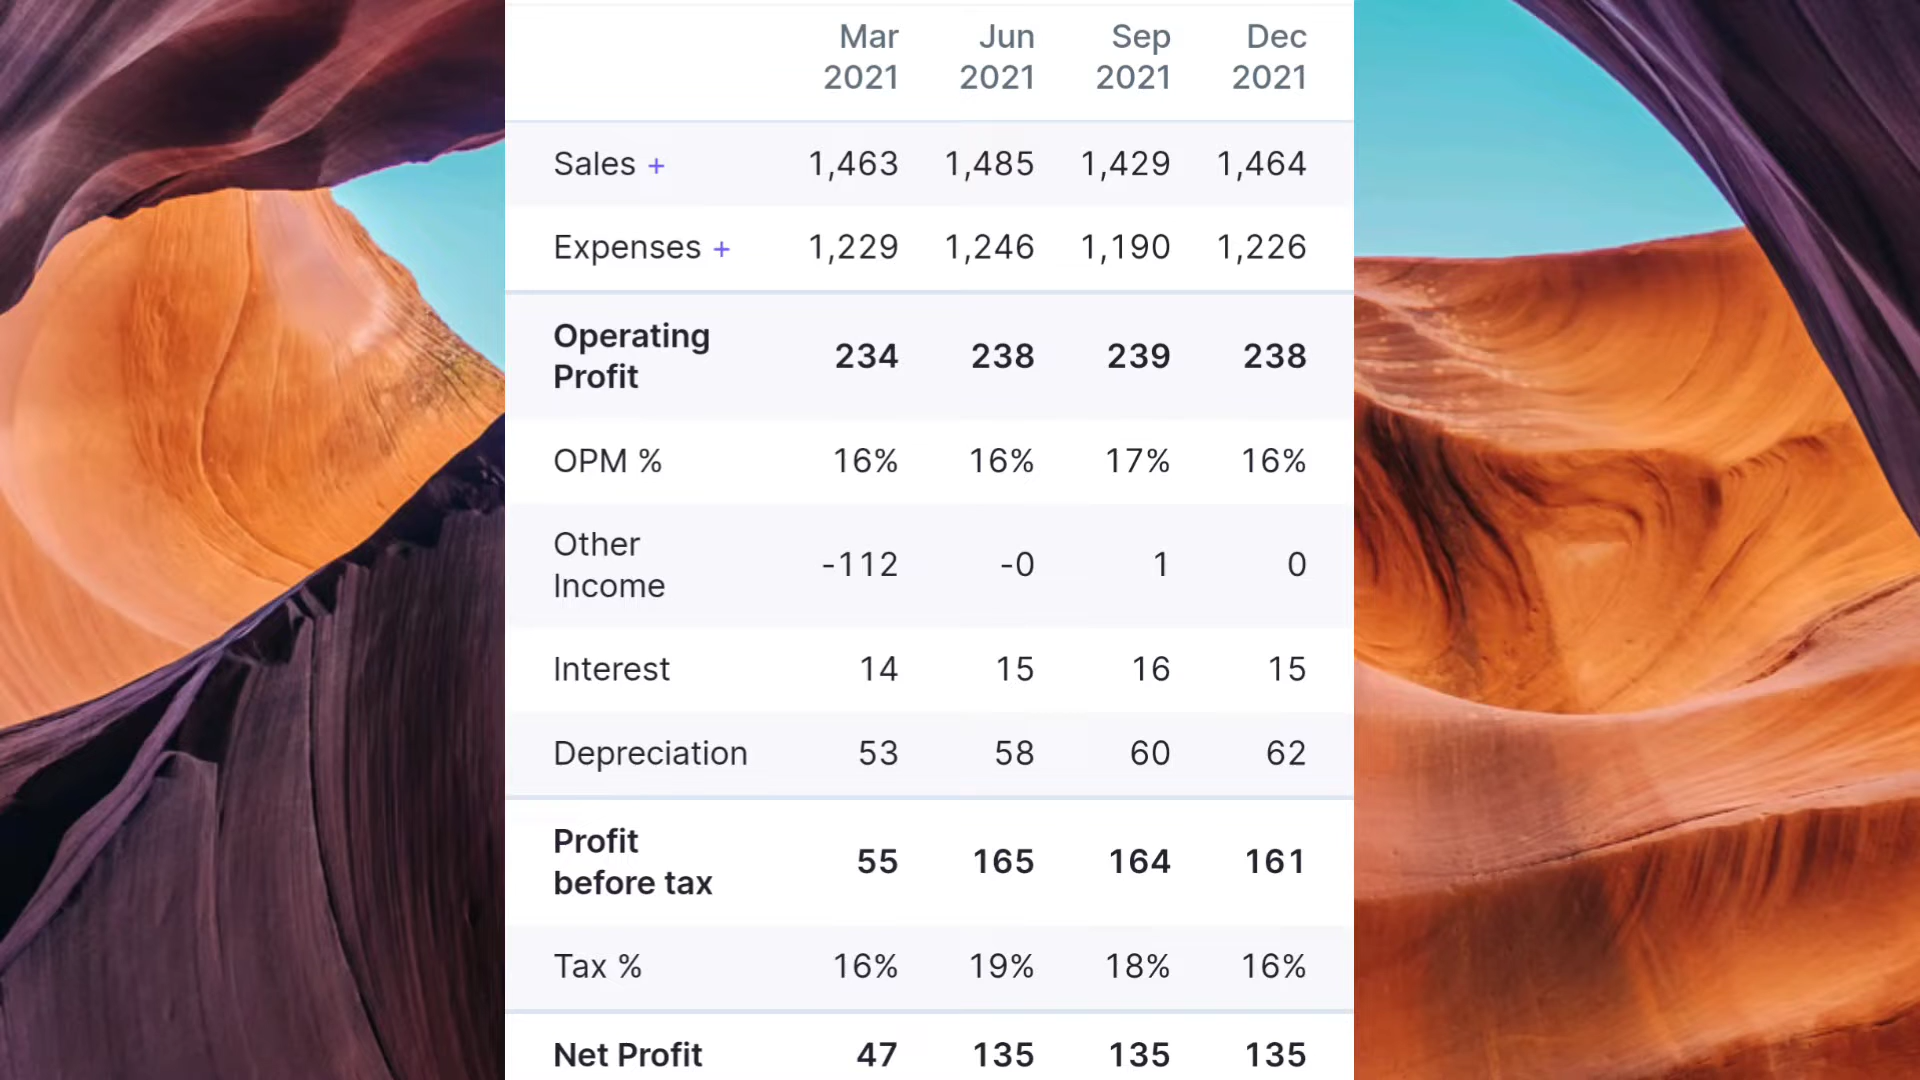 Mar Jun Sep Dec
2021 2021 2021 2021
Sales + 1,463 1,485 1,429 1,464
Expenses + 1,229 1,246 1,190 1,226
Operating
Profit 234 238 239 238
OPM % 16% 16% 17% 16%
Other
Income -112 -0 1 0
Interest 14 15 16 15
Depreciation 53 58 60 62
Profit
before tax 55 165 164 161
Tax % 16% 19% 18% 16%
Net Profit 47 135 135 135